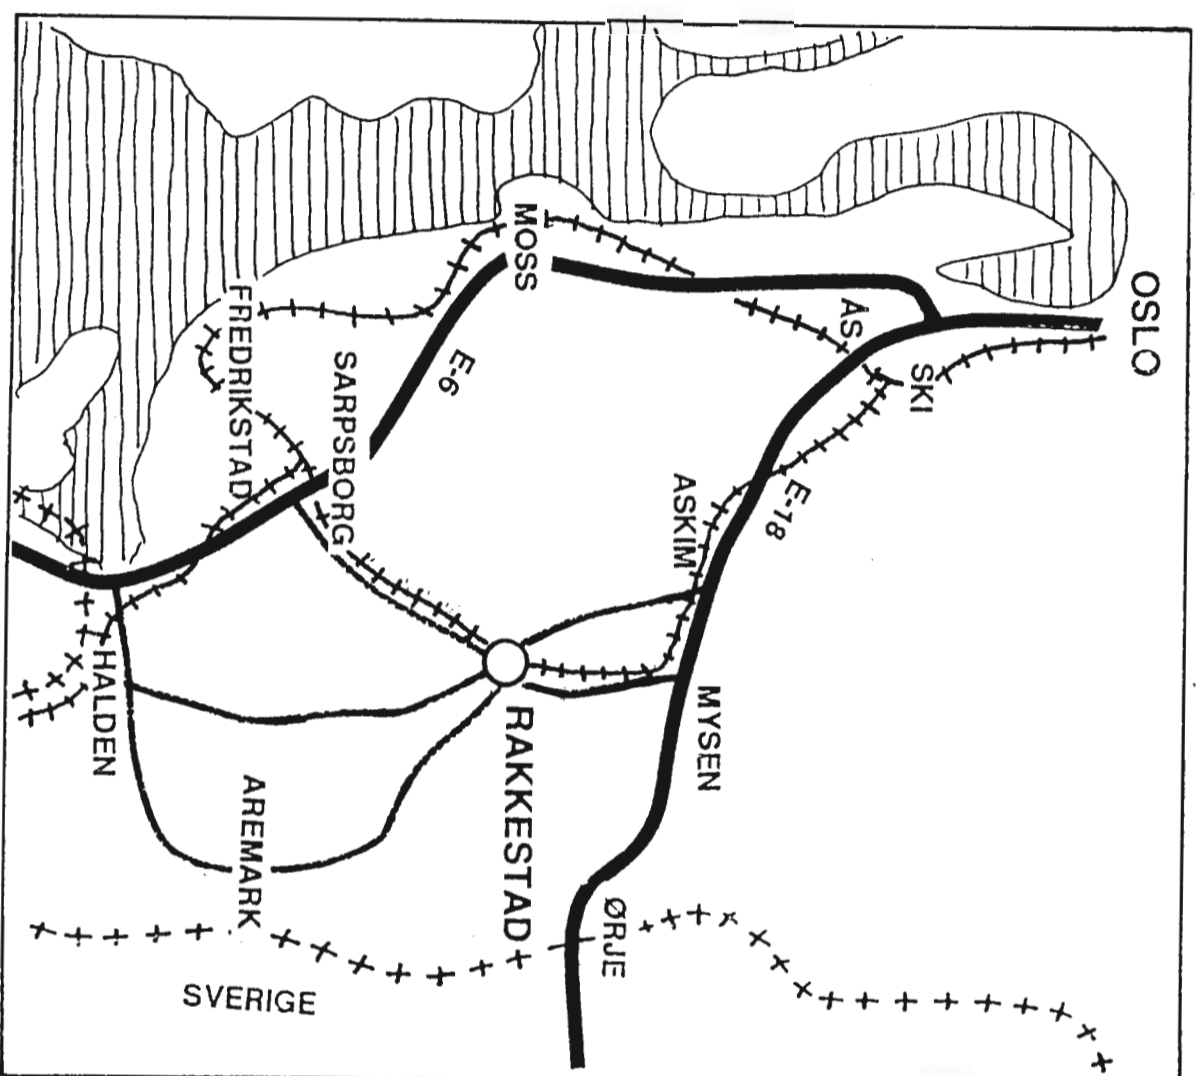 OSLO
MOSS
ÅS
SKI
FREDRIKSTAD
SARPSBORG
E-6
ASKIM
E-18
HALDEN
RAKKESTAD
MYSEN
AREMARK
ØRJE
SVERIGE